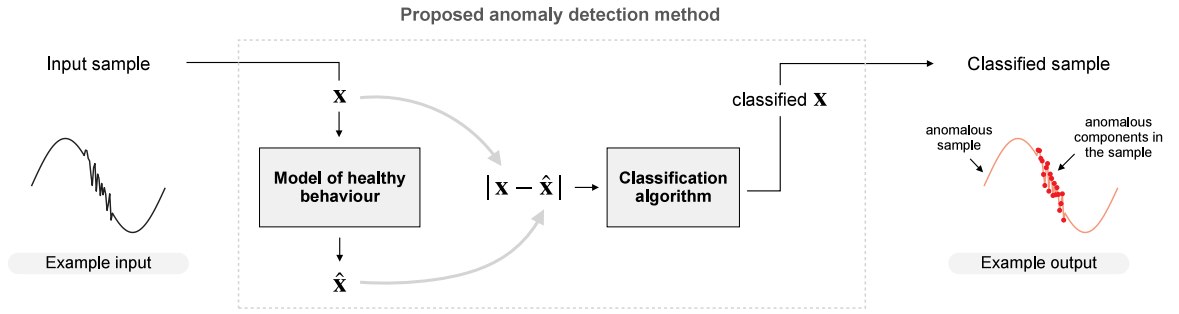 Proposed anomaly detection method
Input sample
x
Model of healthy
behaviour
x̂
|x − x̂|
Classification
algorithm
classified x
Classified sample
Example input
anomalous
sample
anomalous
components in
the sample
Example output